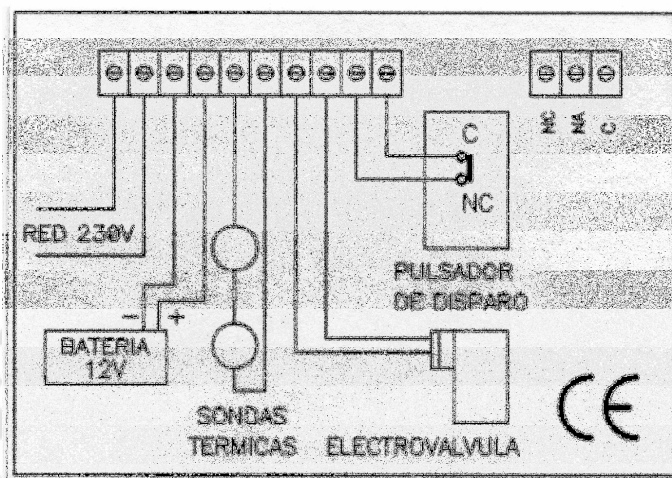 NC
NA
C
C
NC
RED 230V
PULSADOR
DE DISPARO
- +
BATERIA
12V
SONDAS
TERMICAS
ELECTROVALVULA
CE